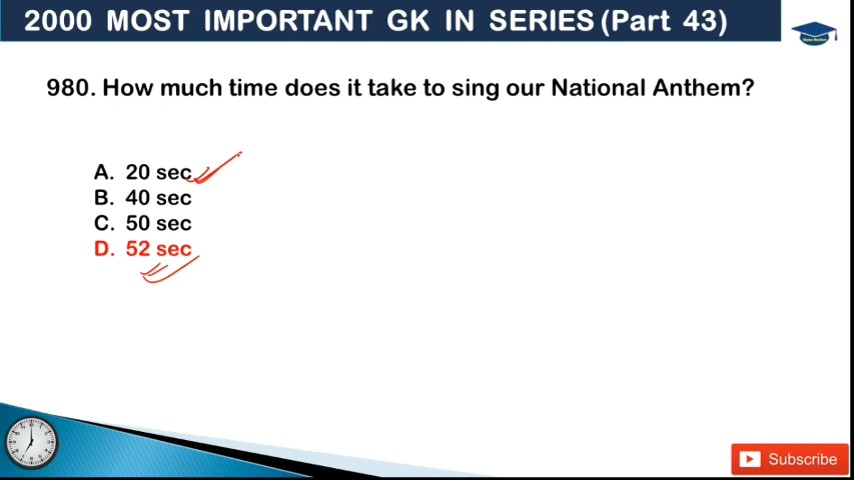 2000 MOST IMPORTANT GK IN SERIES (Part 43)
980. How much time does it take to sing our National Anthem?
A. 20 sec
B. 40 sec
C. 50 sec
D. 52 sec
Subscribe